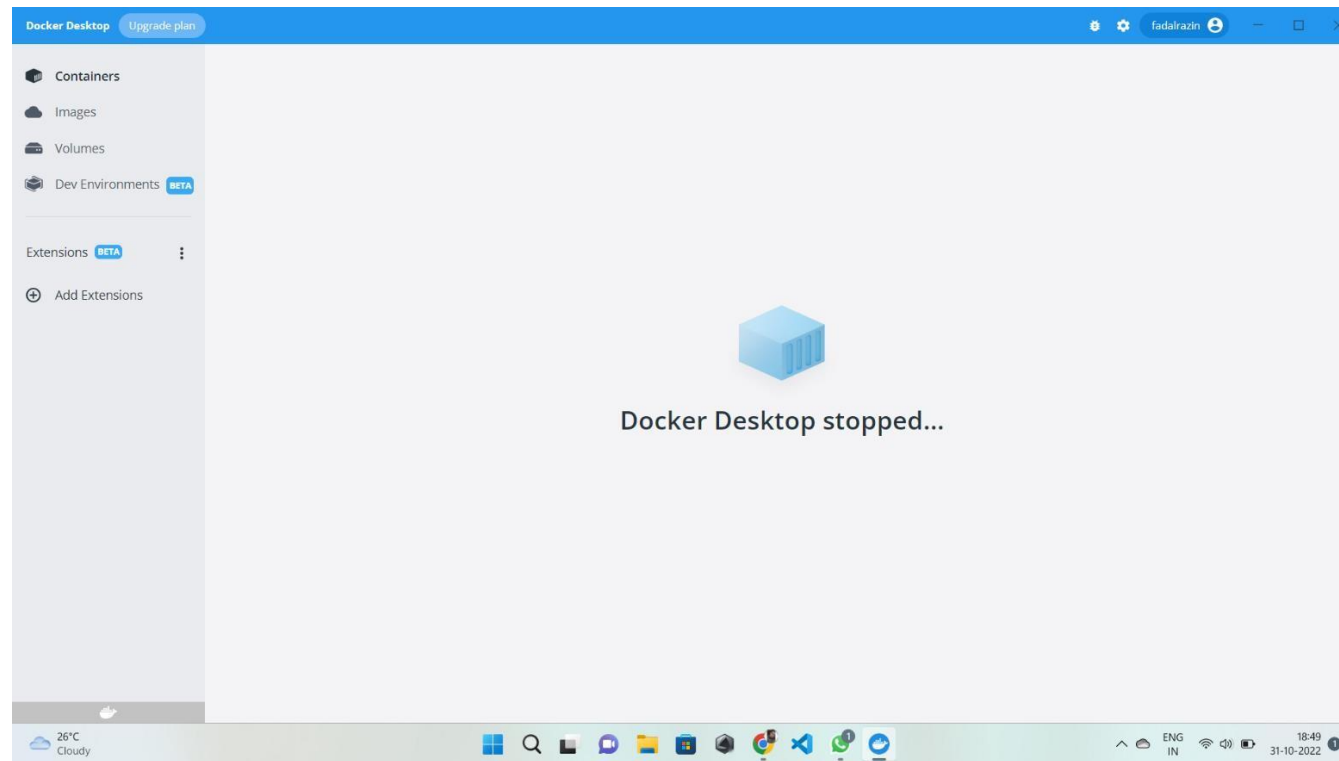 Docker Desktop Upgrade plan fadalrazin
Containers
Images
Volumes
Dev Environments BETA
Extensions BETA
Add Extensions
Docker Desktop stopped...
26°C
Cloudy
ENG
IN
18:49
31-10-2022
1